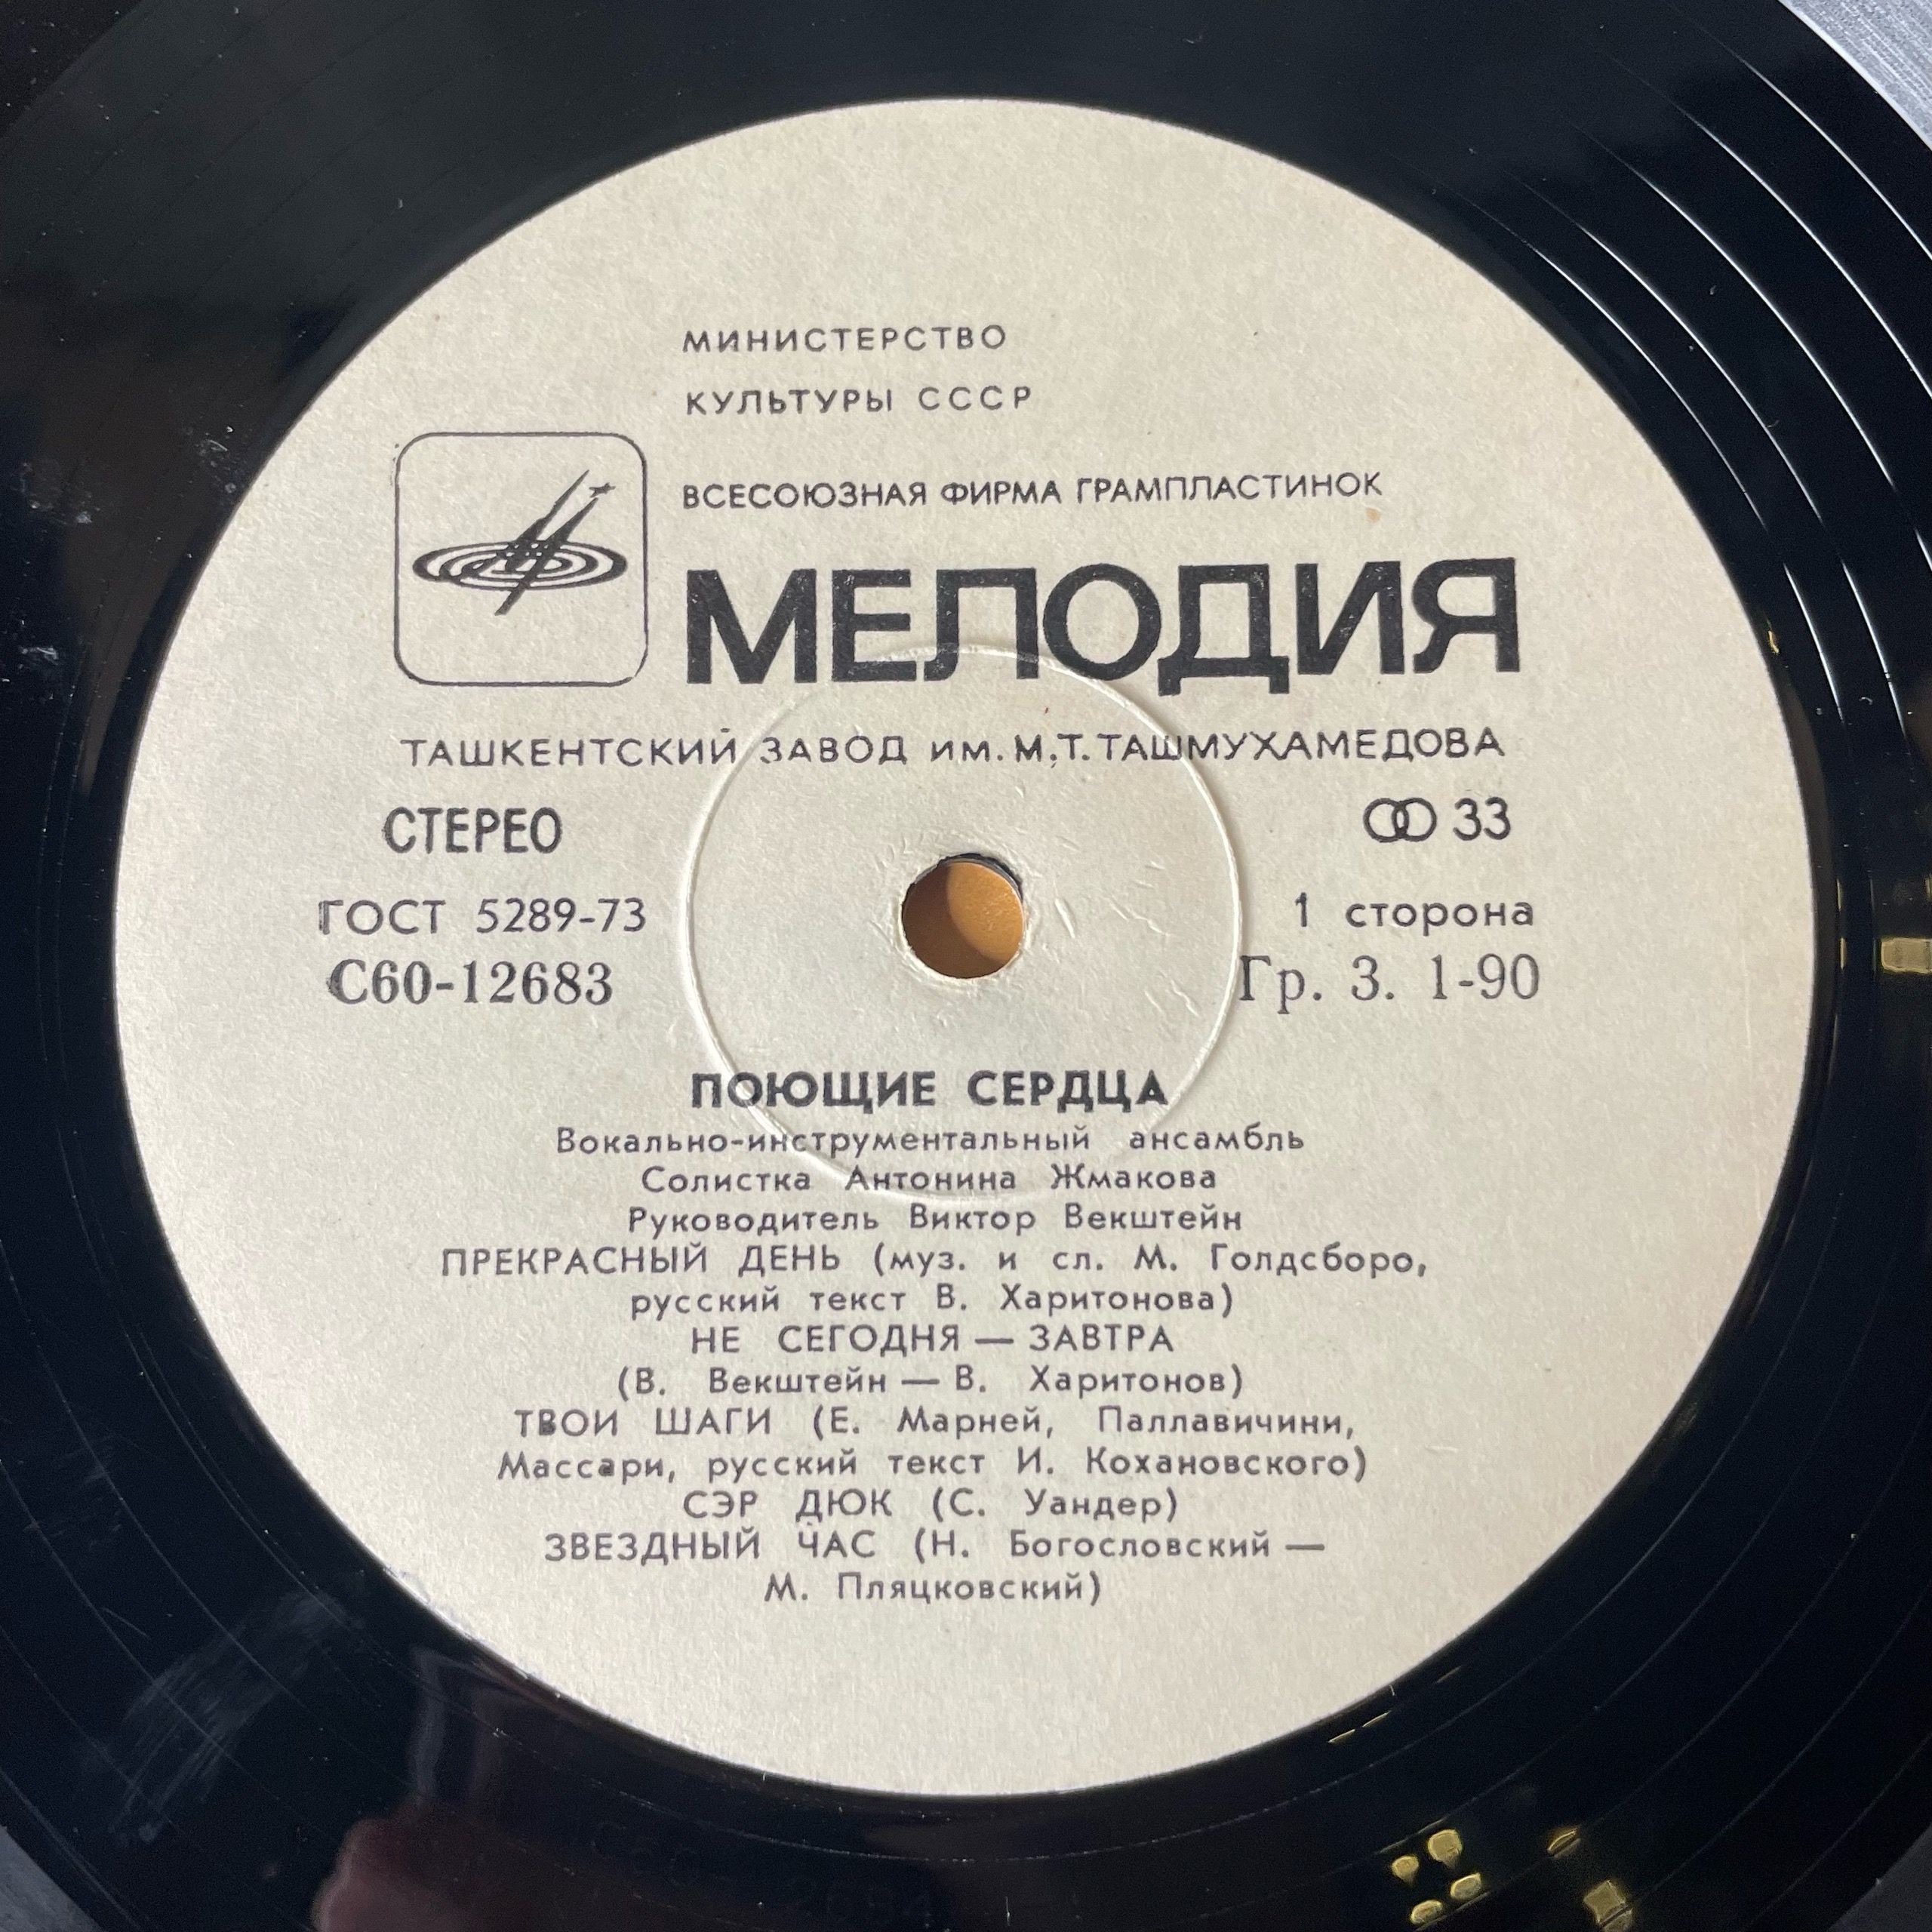 МИНИСТЕРСТВО
КУЛЬТУРЫ СССР
ВСЕСОЮЗНАЯ ФИРМА ГРАМПЛАСТИНОК
МЕЛОДИЯ
ТАШКЕНТСКИЙ ЗАВОД им. М.Т. ТАШМУХАМЕДОВА
СТЕРЕО
33
ГОСТ 5289-73
1 сторона
С60-12683
Гр. 3. 1-90
ПОЮЩИЕ СЕРДЦА
Вокально-инструментальный ансамбль
Солистка Антонина Жмакова
Руководитель Виктор Векштейн
ПРЕКРАСНЫЙ ДЕНЬ (муз. и сл. М. Голдсборо,
русский текст В. Харитонова)
НЕ СЕГОДНЯ — ЗАВТРА
(В. Векштейн — В. Харитонов)
ТВОИ ШАГИ (Е. Марней, Паллавичини,
Массари, русский текст И. Кохановского)
СЭР ДЮК (С. Уандер)
ЗВЕЗДНЫЙ ЧАС (Н. Богословский —
М. Пляцковский)